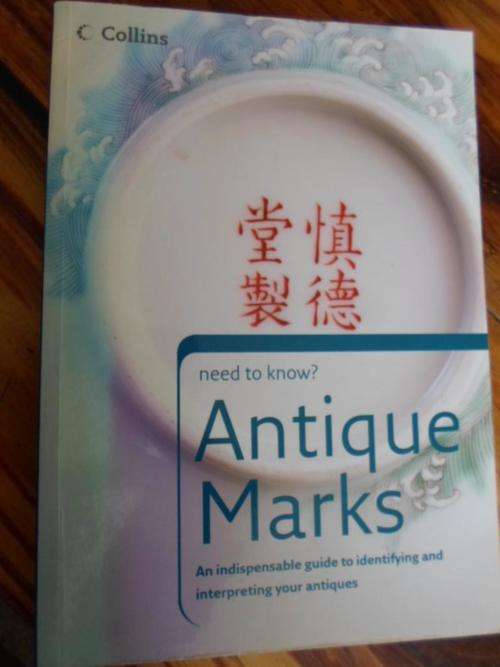 Collins
慎德
堂製
need to know?
Antique
Marks
An indispensable guide to identifying and
interpreting your antiques